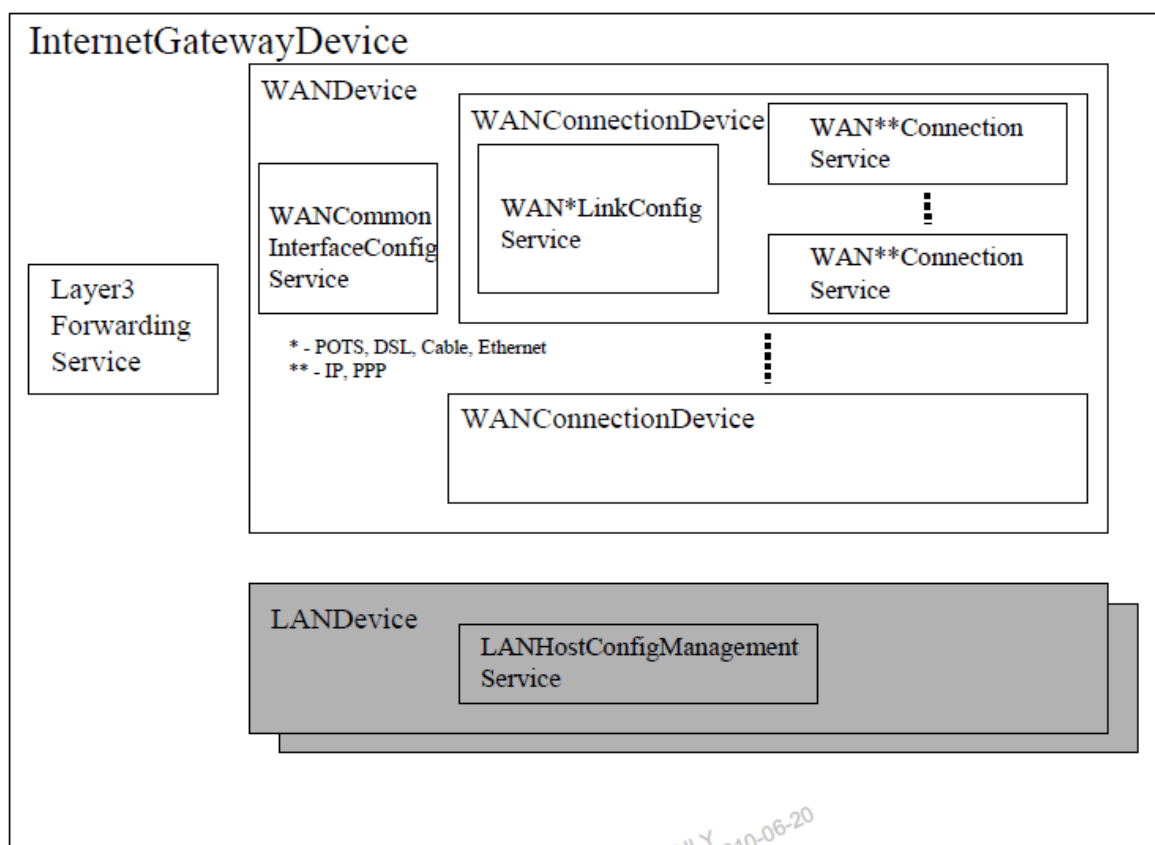 InternetGatewayDevice
WANDevice
WANConnectionDevice
WAN**Connection
Service
WANCommon
InterfaceConfig
Service
WAN*LinkConfig
Service
WAN**Connection
Service
Layer3
Forwarding
Service
* - POTS, DSL, Cable, Ethernet
** - IP, PPP
WANConnectionDevice
LANDevice
LANHostConfigManagement
Service